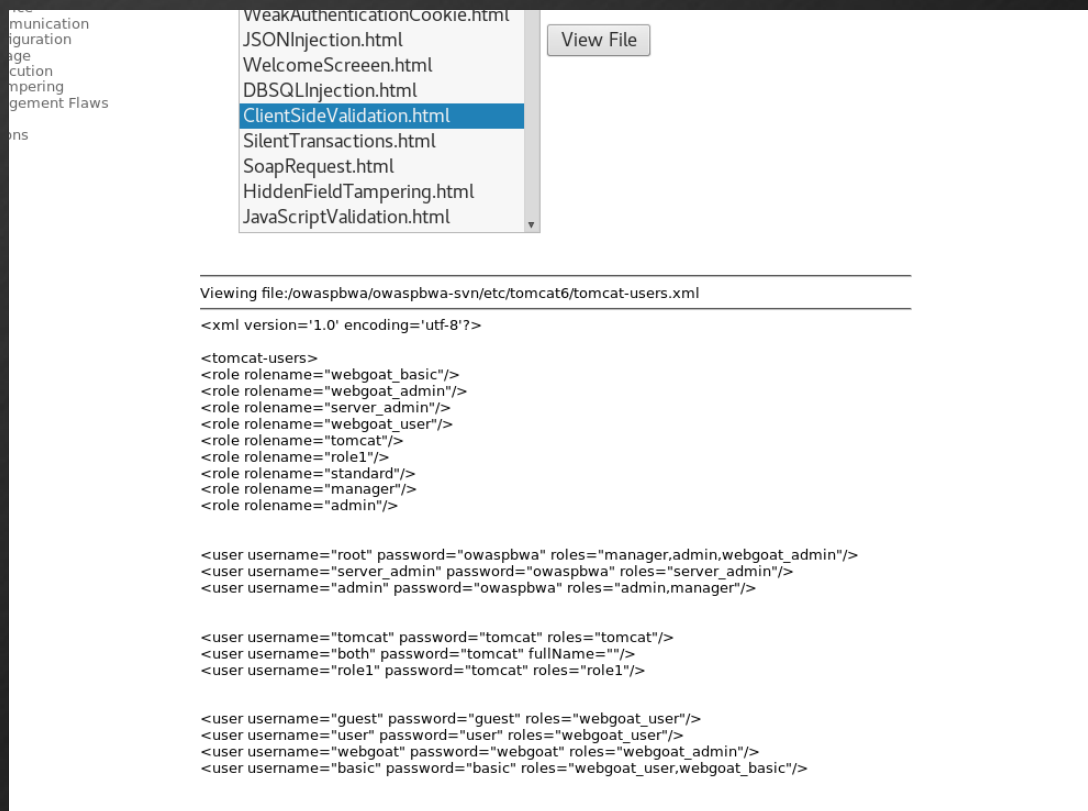 munication
iguration
age
cution
mpering
gement Flaws
ons
WeakAuthenticationCookie.html
JSONInjection.html
WelcomeScreeen.html
DBSQLInjection.html
ClientSideValidation.html
SilentTransactions.html
SoapRequest.html
HiddenFieldTampering.html
JavaScriptValidation.html
View File
Viewing file:/owaspbwa/owaspbwa-svn/etc/tomcat6/tomcat-users.xml
<xml version='1.0' encoding='utf-8'?>
<tomcat-users>
<role rolename="webgoat_basic"/>
<role rolename="webgoat_admin"/>
<role rolename="server_admin"/>
<role rolename="webgoat_user"/>
<role rolename="tomcat"/>
<role rolename="role1"/>
<role rolename="standard"/>
<role rolename="manager"/>
<role rolename="admin"/>
<user username="root" password="owaspbwa" roles="manager,admin,webgoat_admin"/>
<user username="server_admin" password="owaspbwa" roles="server_admin"/>
<user username="admin" password="owaspbwa" roles="admin,manager"/>
<user username="tomcat" password="tomcat" roles="tomcat"/>
<user username="both" password="tomcat" fullName=""/>
<user username="role1" password="tomcat" roles="role1"/>
<user username="guest" password="guest" roles="webgoat_user"/>
<user username="user" password="user" roles="webgoat_user"/>
<user username="webgoat" password="webgoat" roles="webgoat_admin"/>
<user username="basic" password="basic" roles="webgoat_user,webgoat_basic"/>